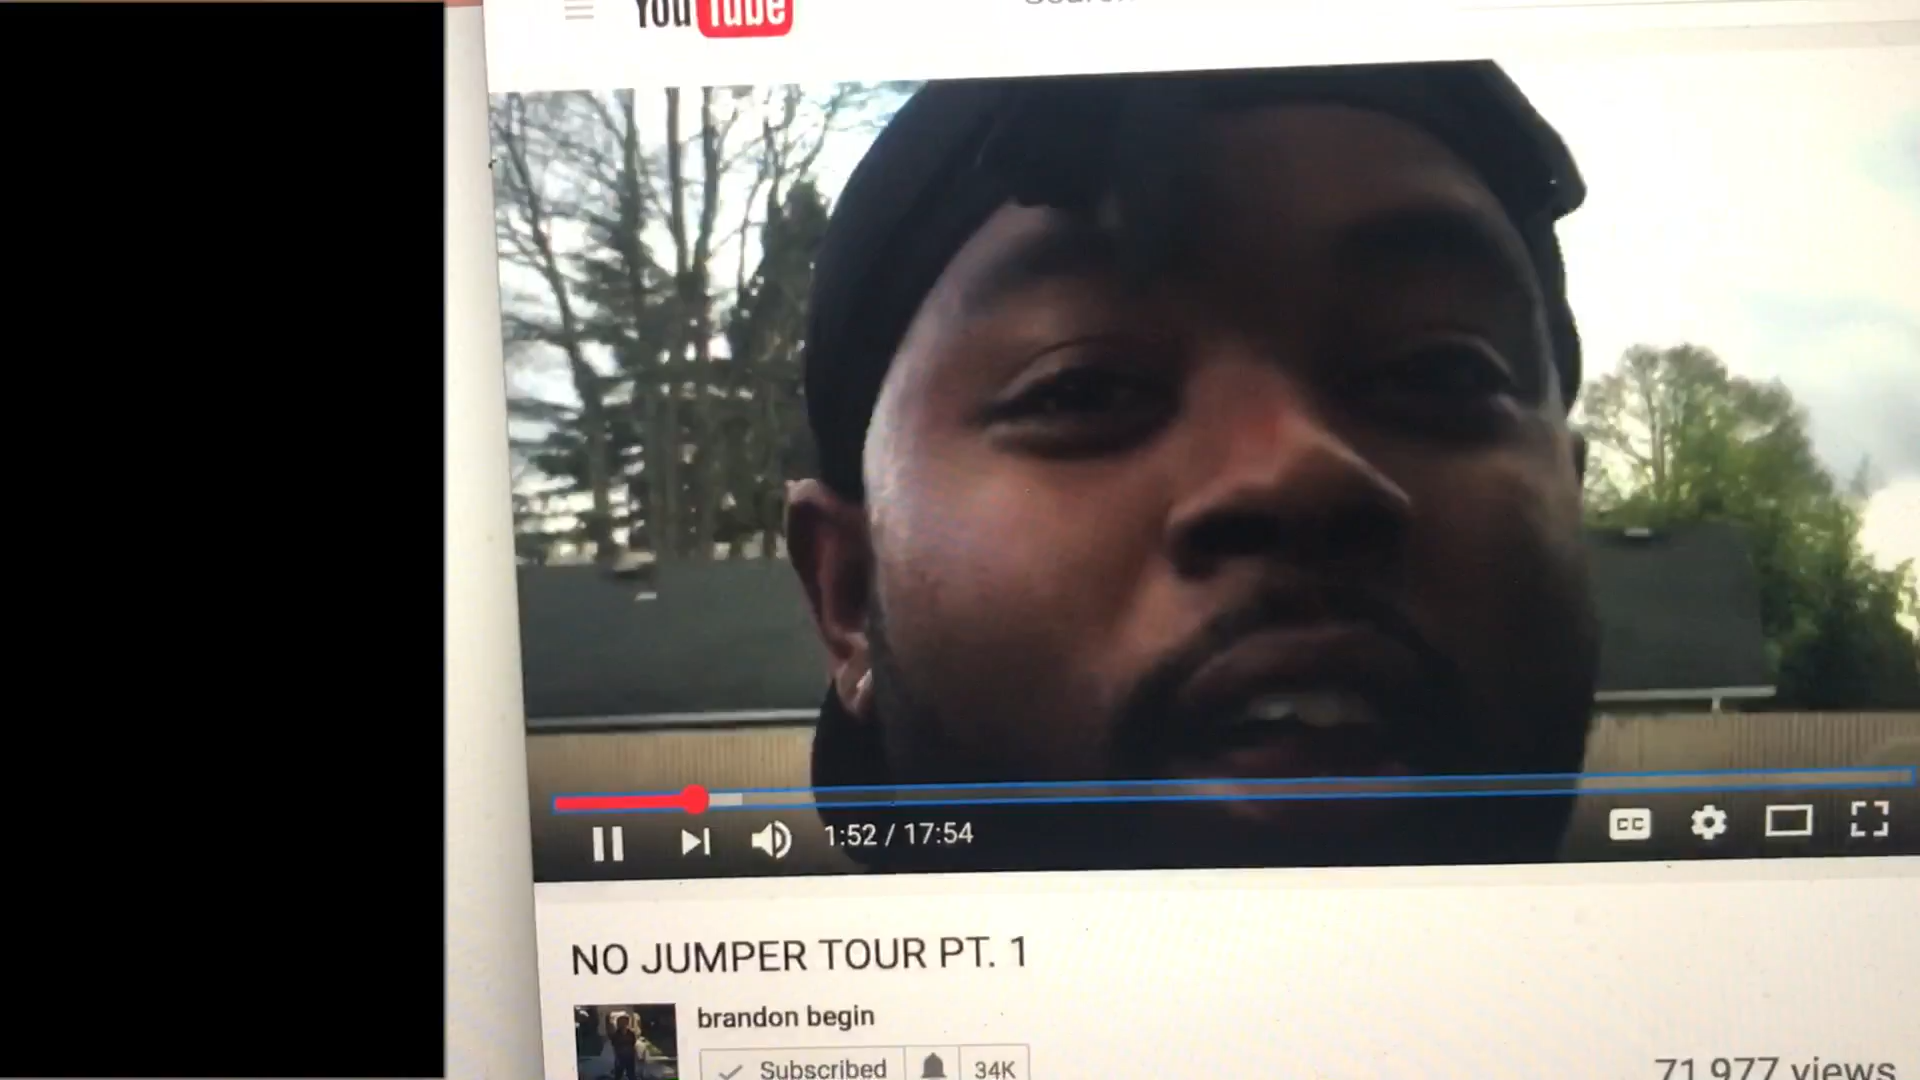 YouTube
CC
1:52 / 17:54
NO JUMPER TOUR PT. 1
brandon begin
Subscribed 34K
71,977 views